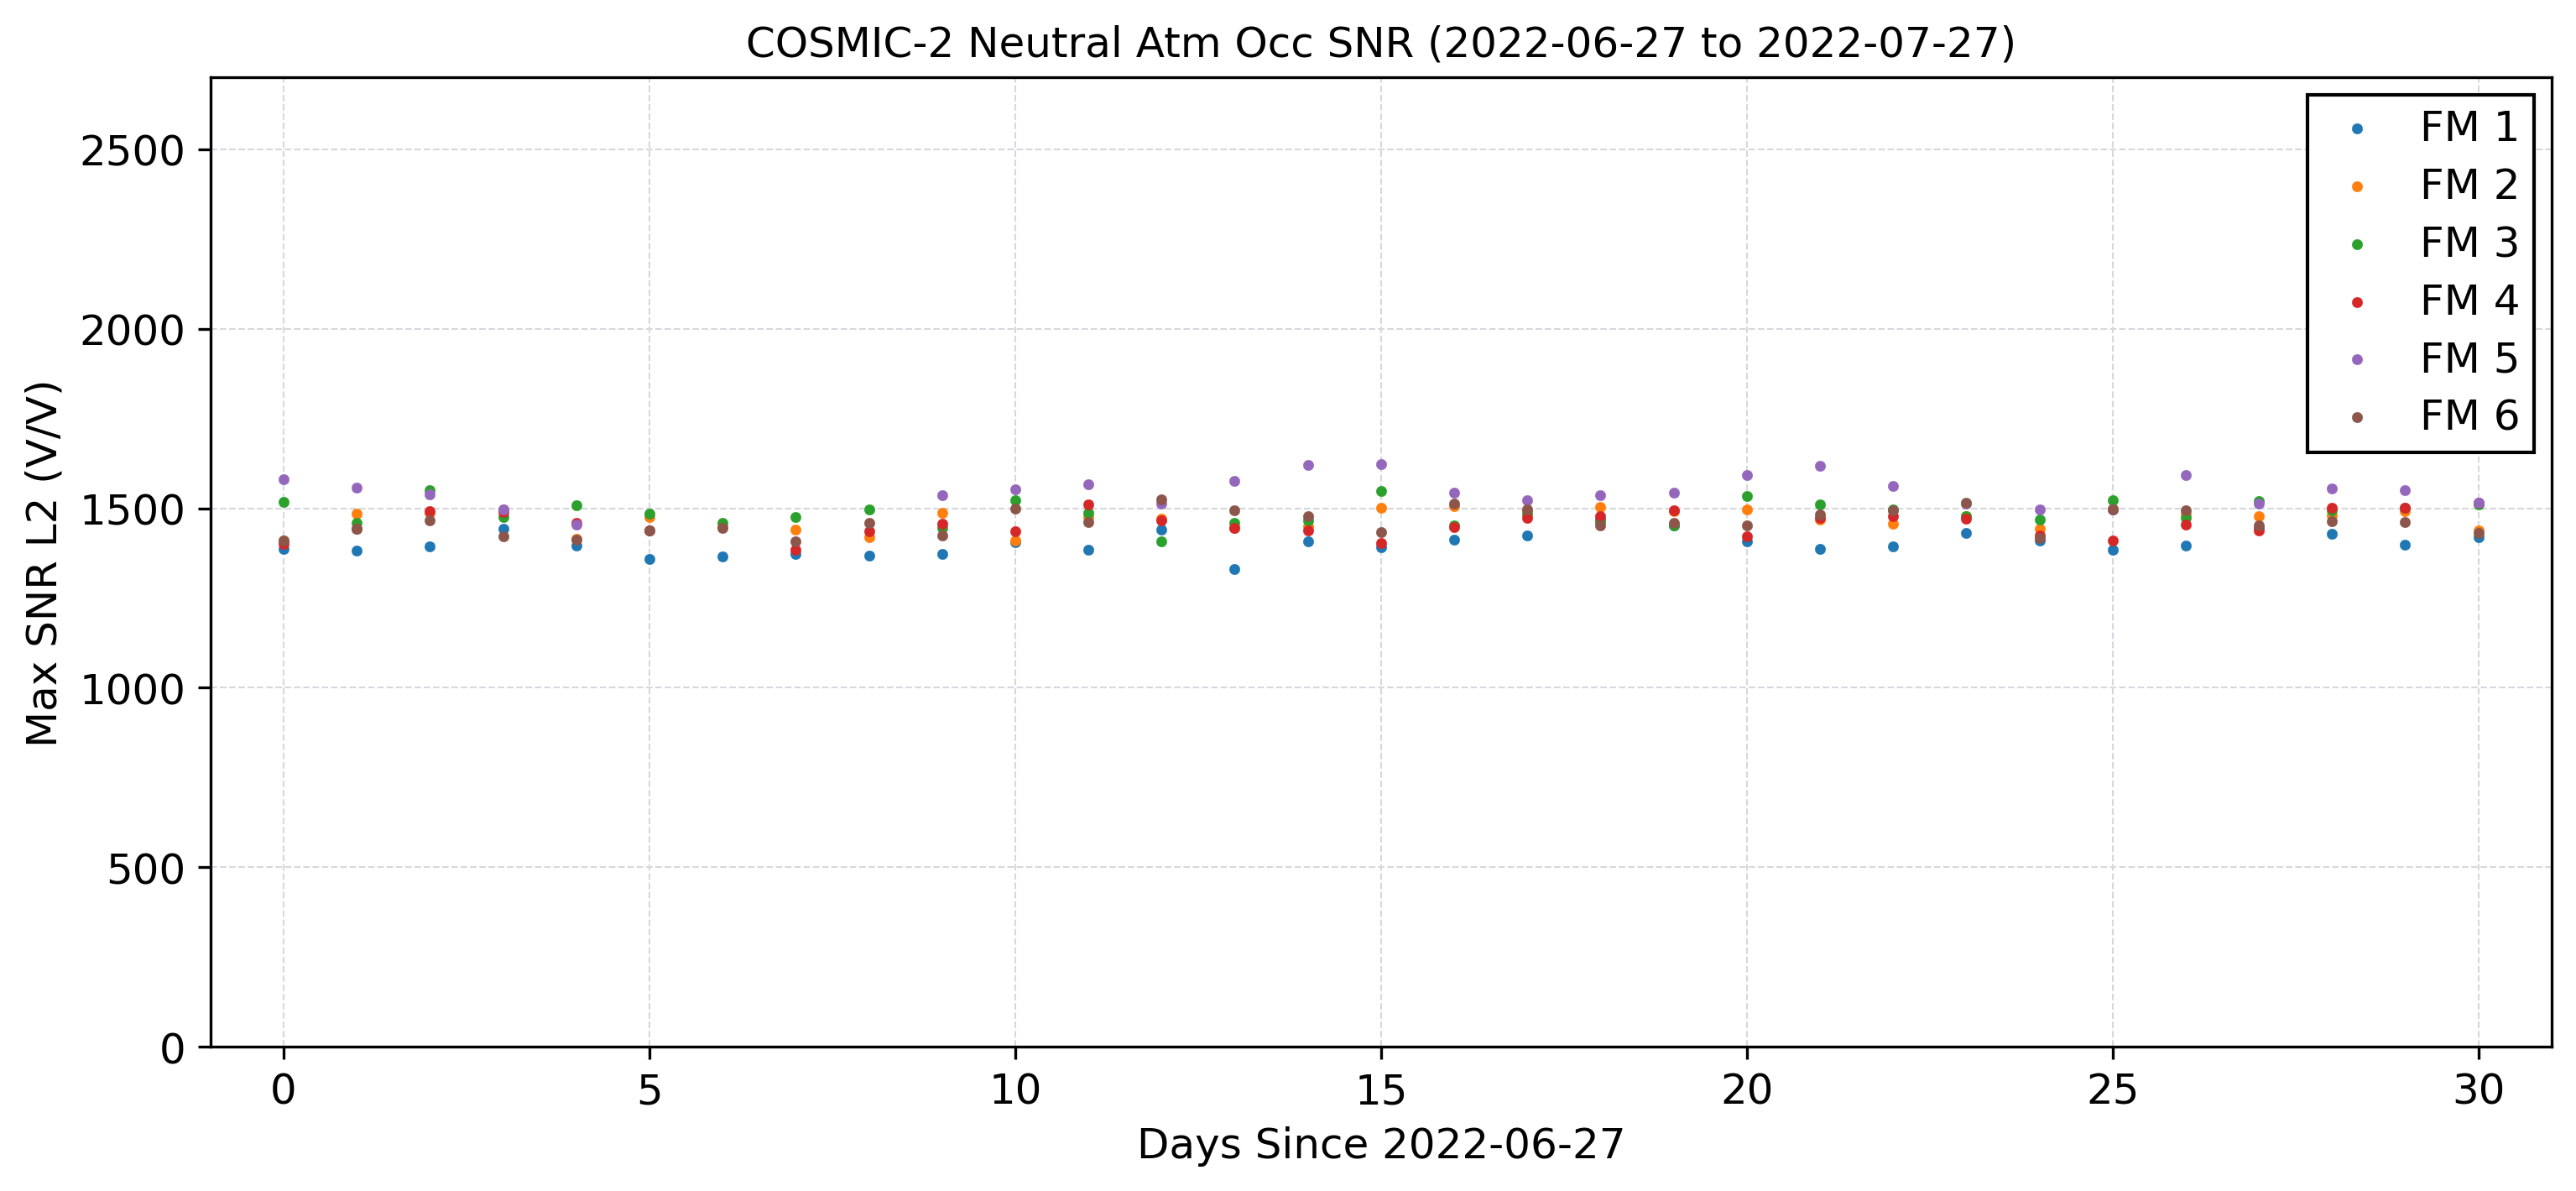 COSMIC-2 Neutral Atm Occ SNR (2022-06-27 to 2022-07-27)
Max SNR L2 (V/V)
2500
2000
1500
1000
500
0
0 5 10 15 20 25 30
Days Since 2022-06-27
FM 1
FM 2
FM 3
FM 4
FM 5
FM 6